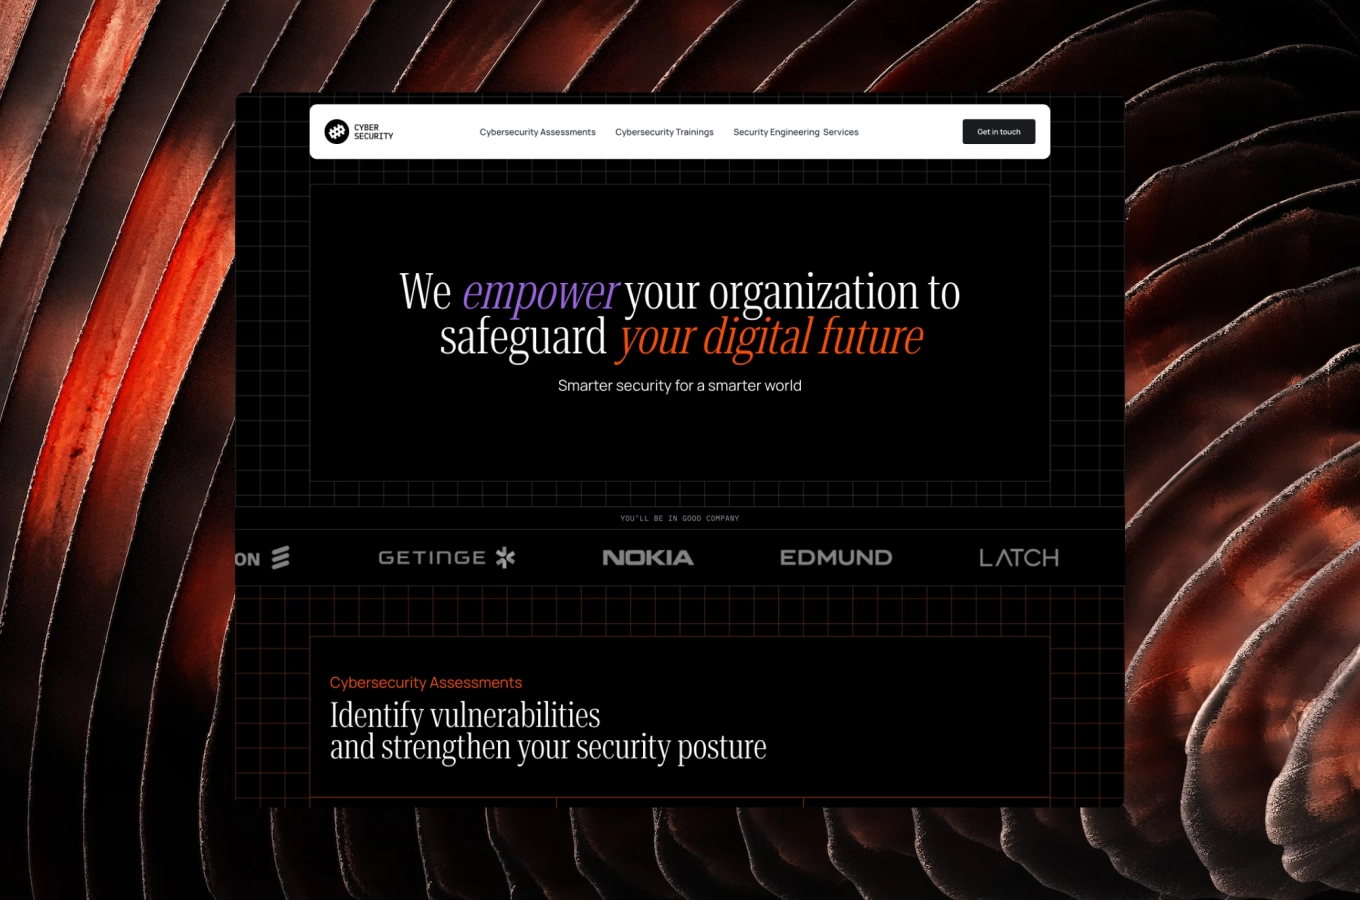 CYBER
SECURITY
Cybersecurity Assessments Cybersecurity Trainings Security Engineering Services
Get in touch
We empower your organization to
safeguard your digital future
Smarter security for a smarter world
YOU'LL BE IN GOOD COMPANY
ON GETINGE NOKIA EDMUND LATCH
Cybersecurity Assessments
Identify vulnerabilities
and strengthen your security posture